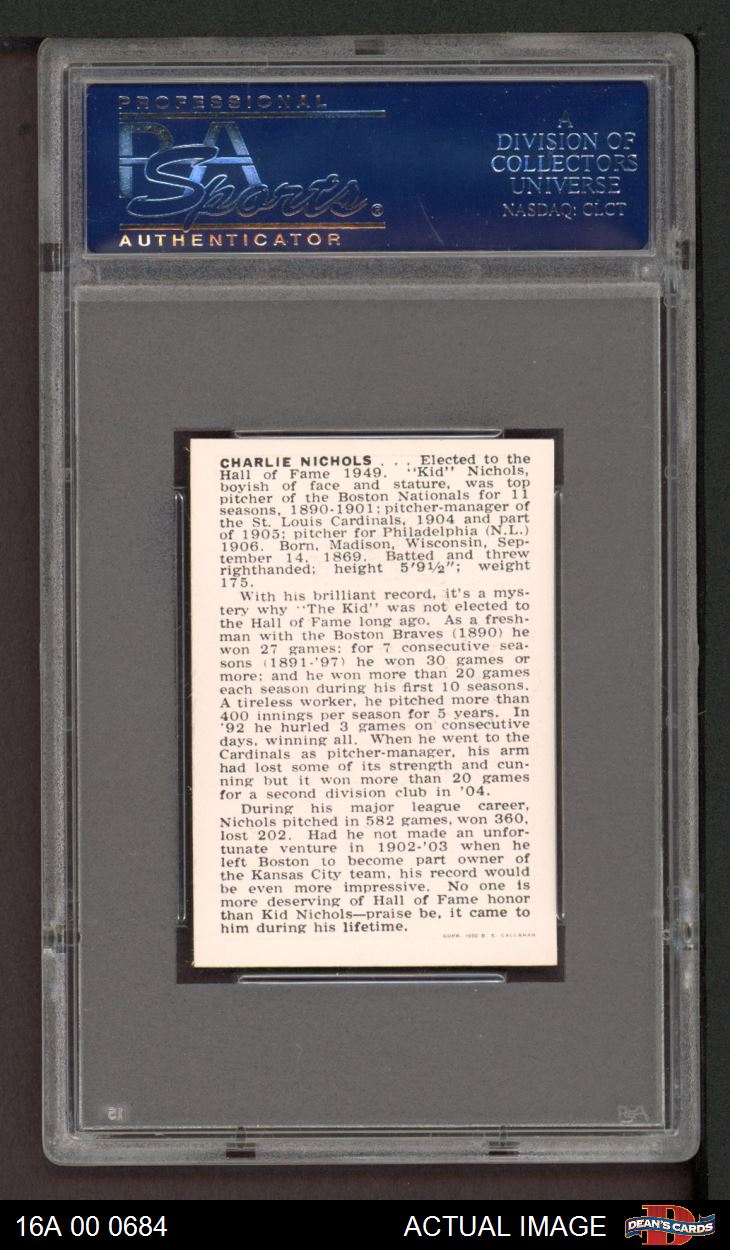 PROFESSIONAL
PSA
Sports®
AUTHENTICATOR
A
DIVISION OF
COLLECTORS
UNIVERSE
NASDAQ: CLCT
CHARLIE NICHOLS . . . Elected to the
Hall of Fame 1949. "Kid" Nichols,
boyish of face and stature, was top
pitcher of the Boston Nationals for 11
seasons, 1890-1901; pitcher-manager of
the St. Louis Cardinals, 1904 and part
of 1905; pitcher for Philadelphia (N.L.)
1906. Born, Madison, Wisconsin, Sep-
tember 14, 1869. Batted and threw
righthanded; height 5'9½"; weight
175.
With his brilliant record, it's a mys-
tery why "The Kid" was not elected to
the Hall of Fame long ago. As a fresh-
man with the Boston Braves (1890) he
won 27 games; for 7 consecutive sea-
sons (1891-'97) he won 30 games or
more; and he won more than 20 games
each season during his first 10 seasons.
A tireless worker, he pitched more than
400 innings per season for 5 years. In
'92 he hurled 3 games on consecutive
days, winning all. When he went to the
Cardinals as pitcher-manager, his arm
had lost some of its strength and cun-
ning but it won more than 20 games
for a second division club in '04.
During his major league career,
Nichols pitched in 582 games, won 360,
lost 202. Had he not made an unfor-
tunate venture in 1902-'03 when he
left Boston to become part owner of
the Kansas City team, his record would
be even more impressive. No one is
more deserving of Hall of Fame honor
than Kid Nichols—praise be, it came to
him during his lifetime.
COPR. 1950 B. E. CALLAHAN
15
PSA
16A 00 0684
ACTUAL IMAGE
DEAN'S CARDS